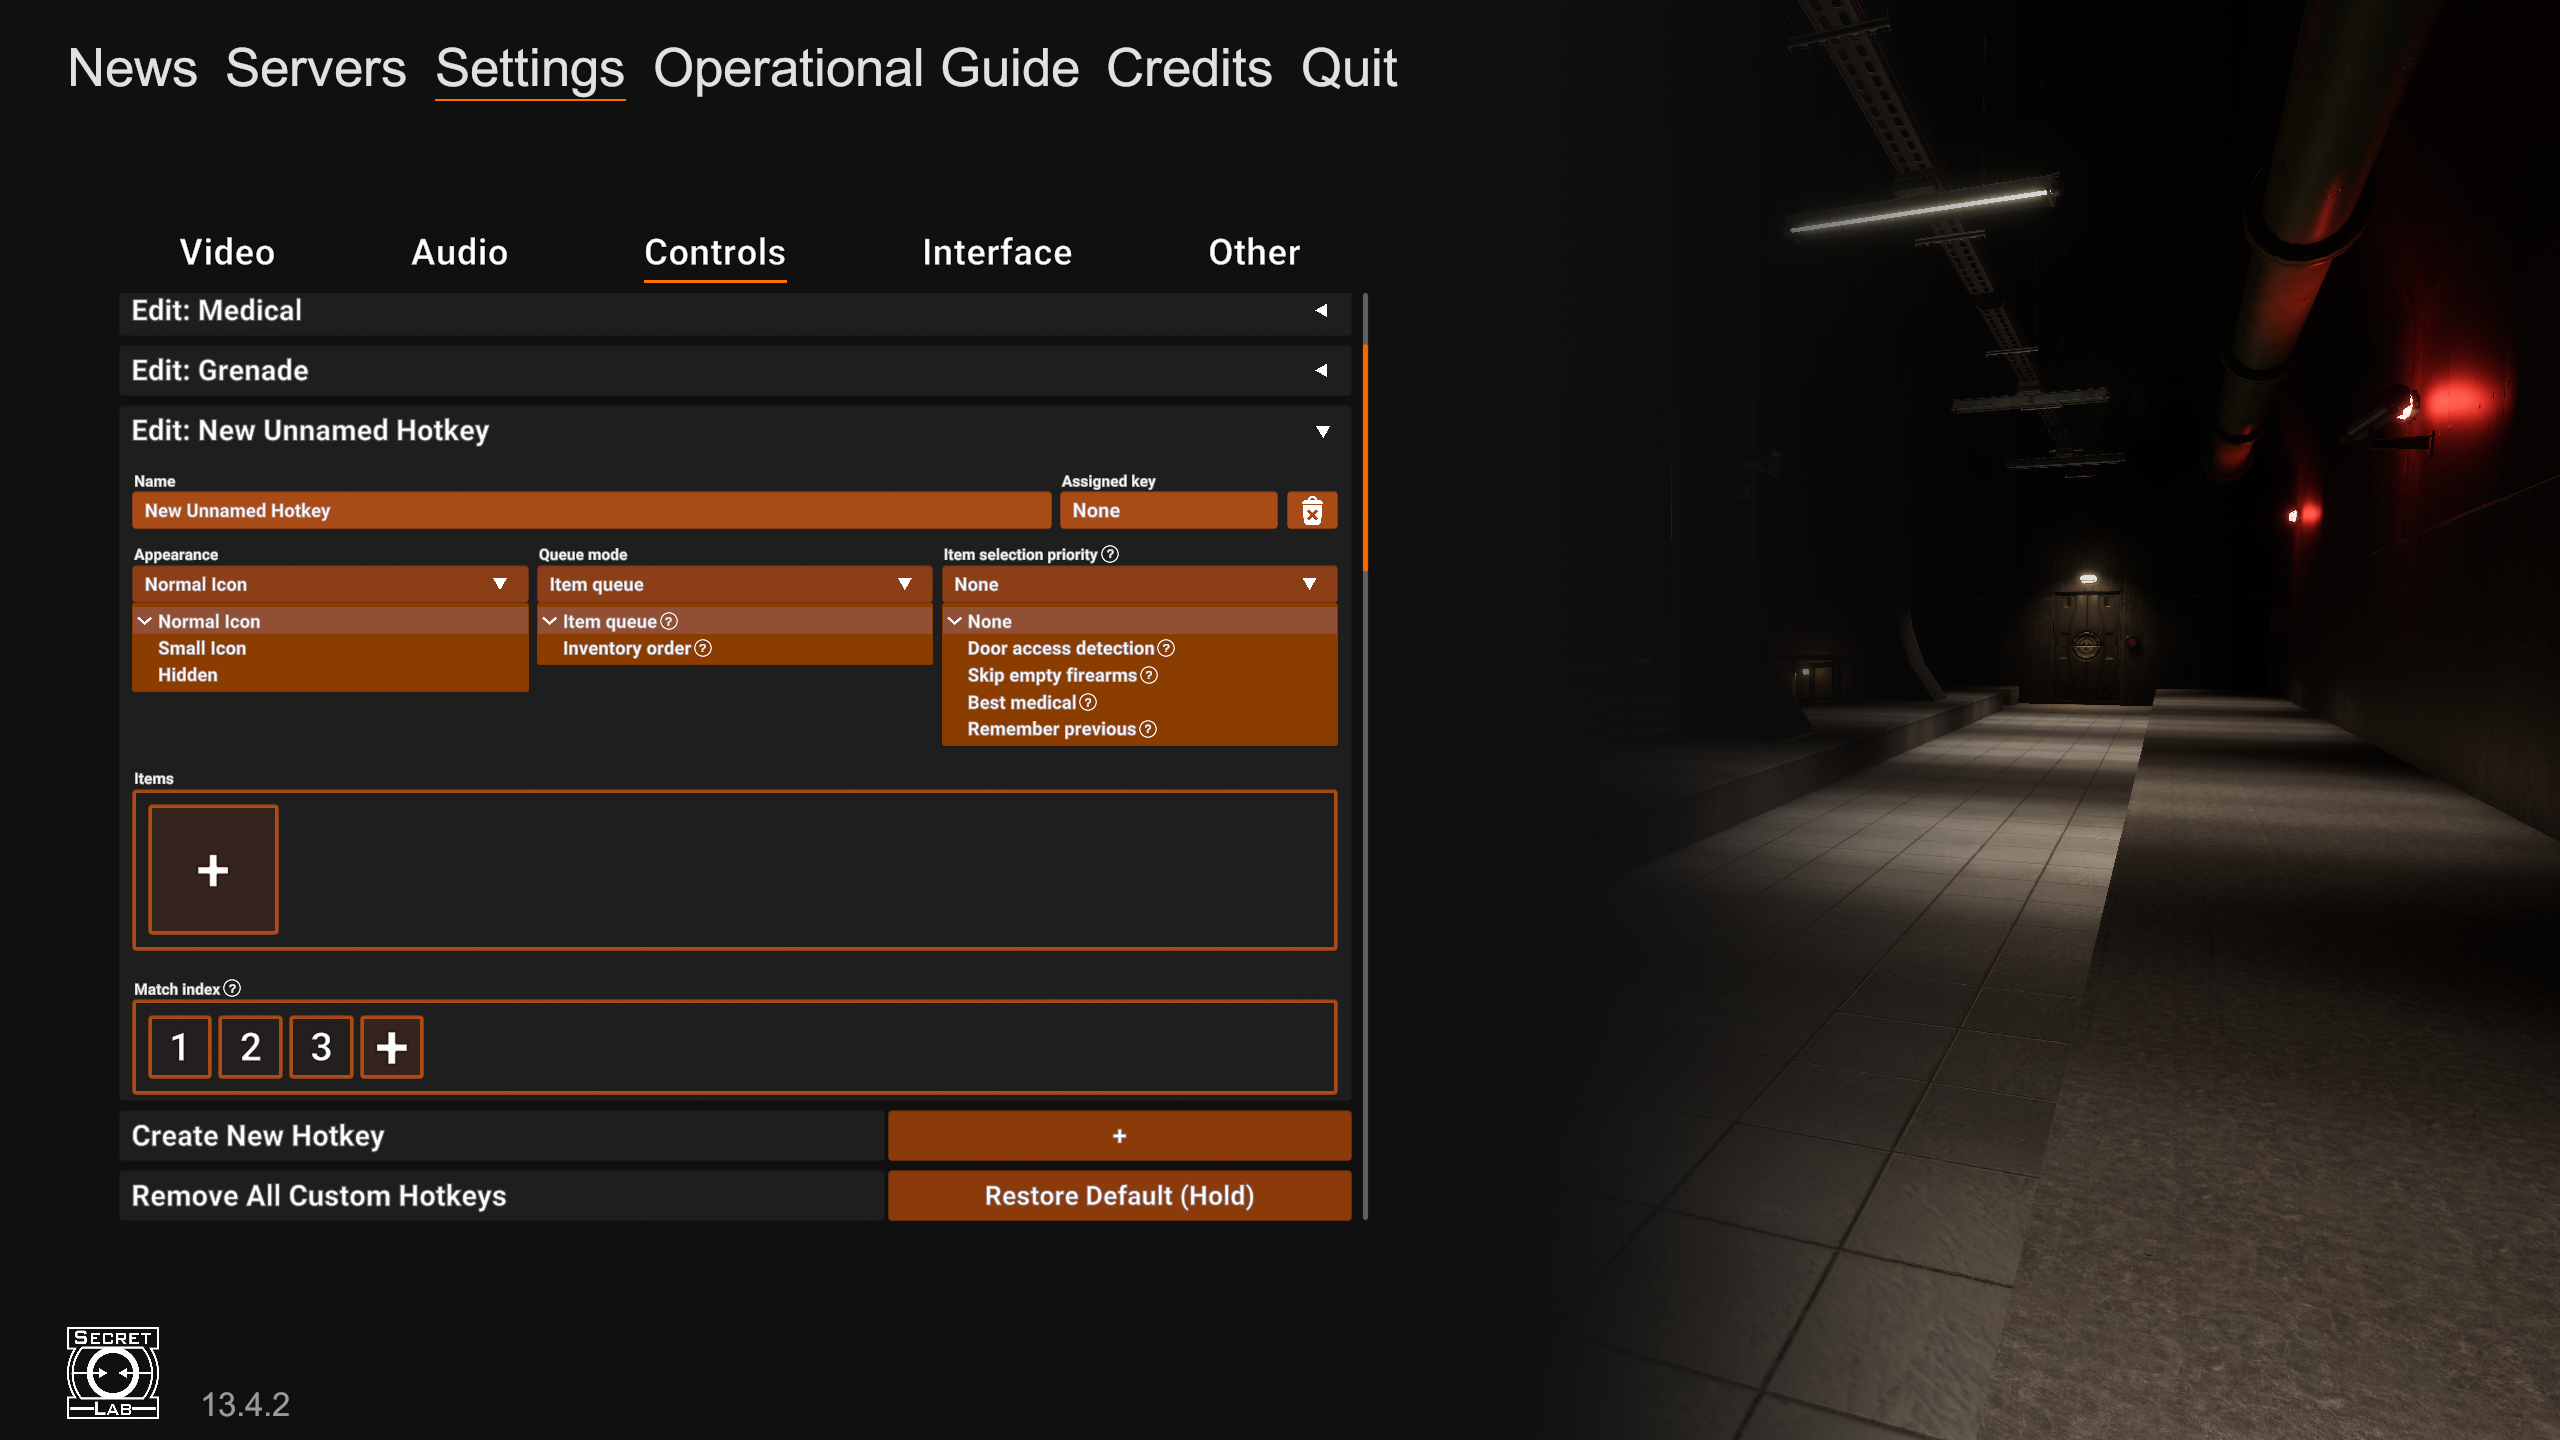 News Servers Settings Operational Guide Credits Quit
Video Audio Controls Interface Other
Edit: Medical
Edit: Grenade
Edit: New Unnamed Hotkey
Name Assigned key
New Unnamed Hotkey None
Appearance Queue mode Item selection priority ?
Normal Icon Item queue None
Normal Icon Item queue ? None
Small Icon Inventory order ? Door access detection ?
Hidden Skip empty firearms ?
Best medical ?
Remember previous ?
Items
+
Match index ?
1 2 3 +
Create New Hotkey +
Remove All Custom Hotkeys Restore Default (Hold)
SECRET
LAB
13.4.2